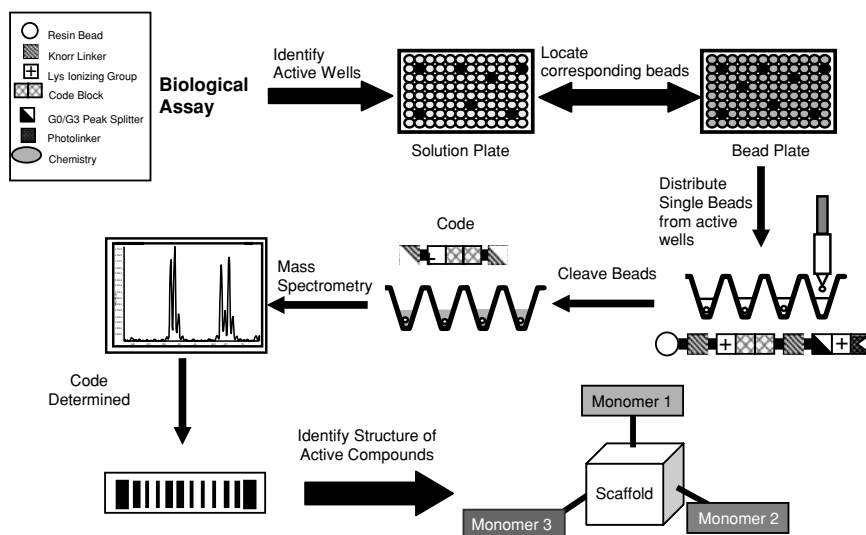 Resin Bead
Knorr Linker
Lys Ionizing Group
Code Block
G0/G3 Peak Splitter
Photolinker
Chemistry
Biological
Assay
Identify
Active Wells
Solution Plate
Locate
corresponding beads
Bead Plate
Distribute
Single Beads
from active
wells
Cleave Beads
Code
Mass
Spectrometry
Code
Determined
Identify Structure of
Active Compounds
Monomer 1
Scaffold
Monomer 3
Monomer 2